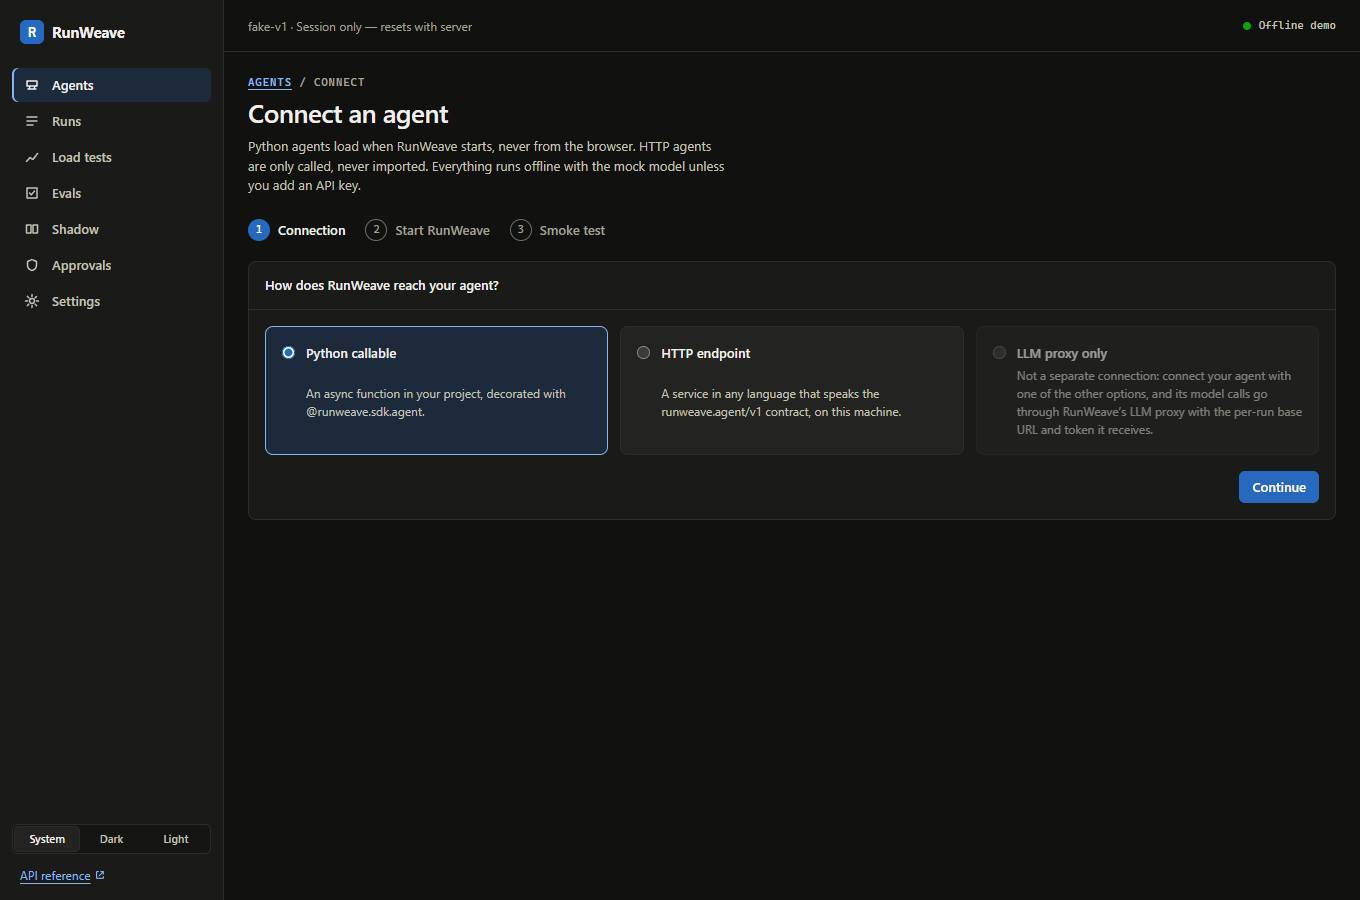 R RunWeave
Agents
Runs
Load tests
Evals
Shadow
Approvals
Settings
System Dark Light
API reference
fake-v1 · Session only — resets with server
Offline demo
AGENTS / CONNECT
Connect an agent
Python agents load when RunWeave starts, never from the browser. HTTP agents
are only called, never imported. Everything runs offline with the mock model unless
you add an API key.
1 Connection 2 Start RunWeave 3 Smoke test
How does RunWeave reach your agent?
Python callable
An async function in your project, decorated with
@runweave.sdk.agent.
HTTP endpoint
A service in any language that speaks the
runweave.agent/v1 contract, on this machine.
LLM proxy only
Not a separate connection: connect your agent with
one of the other options, and its model calls go
through RunWeave’s LLM proxy with the per-run base
URL and token it receives.
Continue